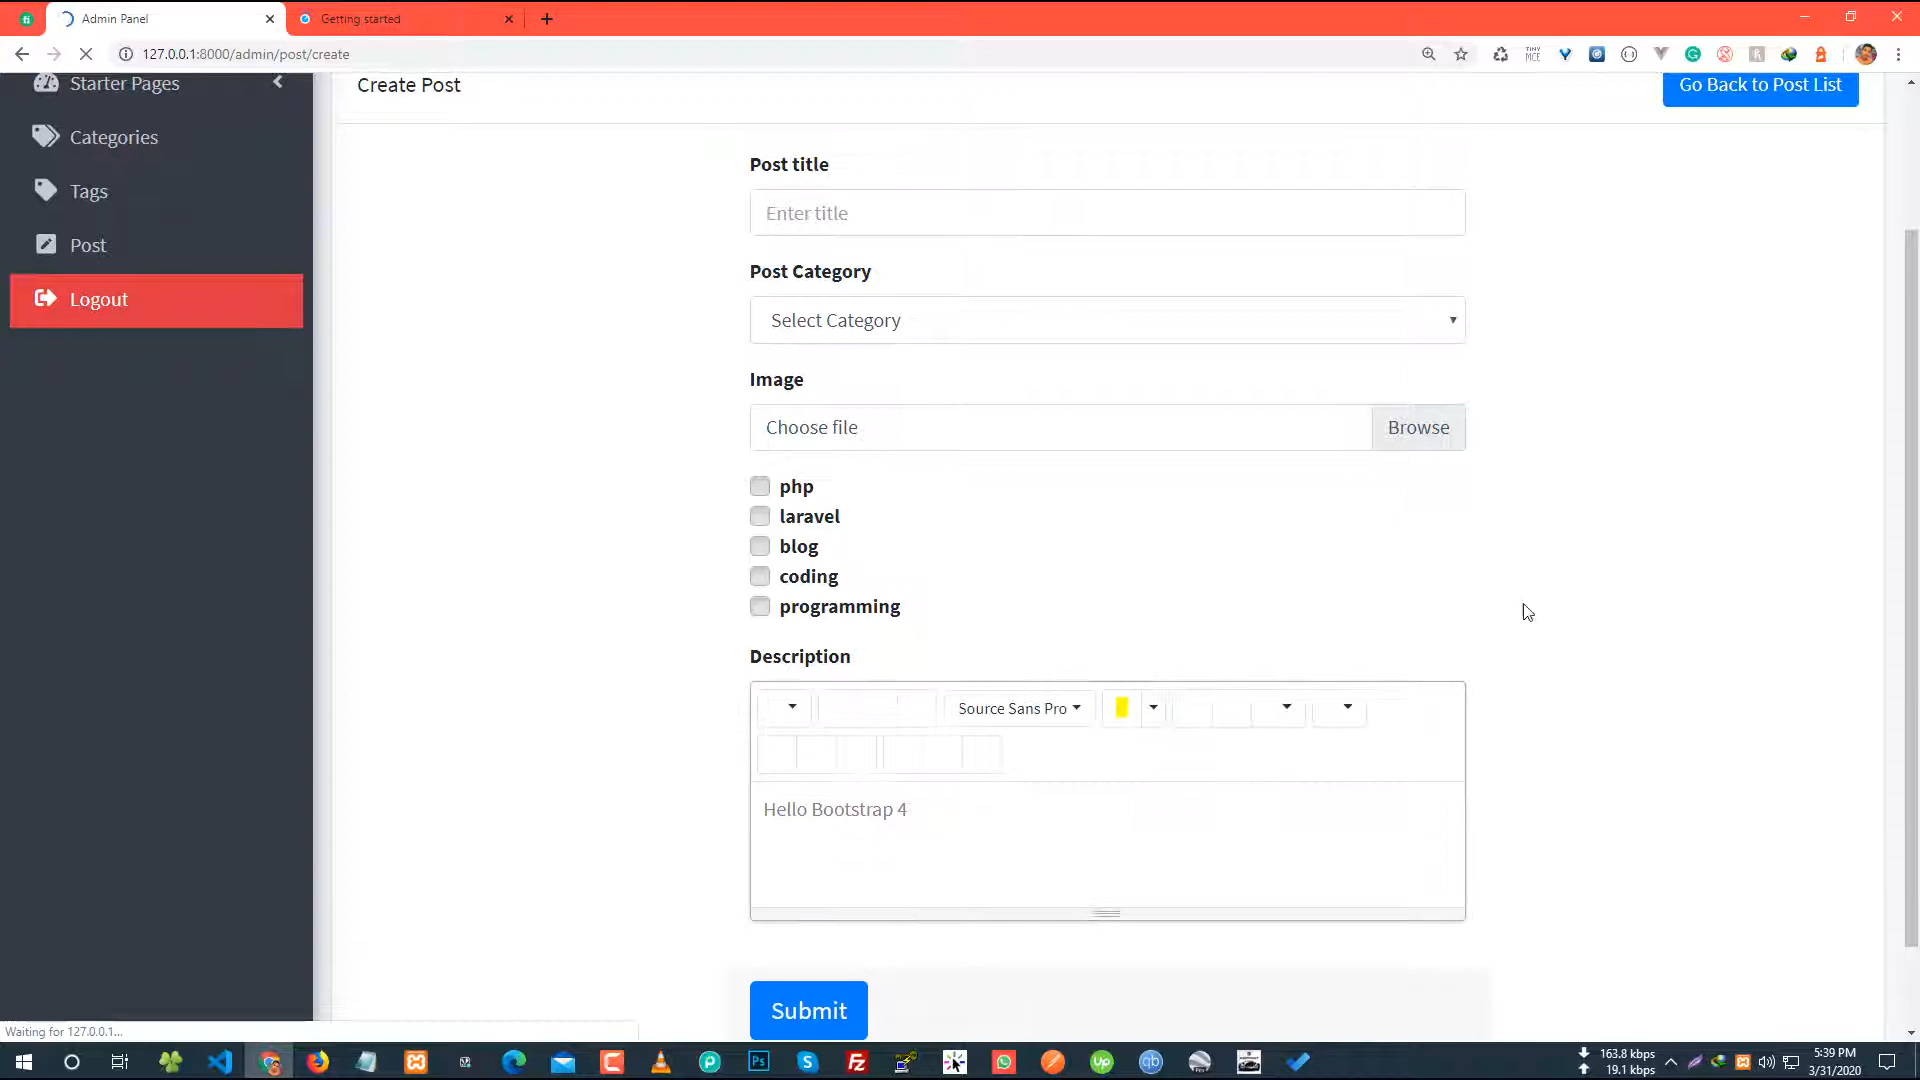 Admin Panel
Getting started
127.0.0.1:8000/admin/post/create
TINY
MCE
Starter Pages
Categories
Tags
Post
Logout
Create Post
Go Back to Post List
Post title
Enter title
Post Category
Select Category
Image
Choose file
Browse
php
laravel
blog
coding
programming
Description
Source Sans Pro
Hello Bootstrap 4
Submit
Waiting for 127.0.0.1...
163.8 kbps
19.1 kbps
5:39 PM
3/31/2020